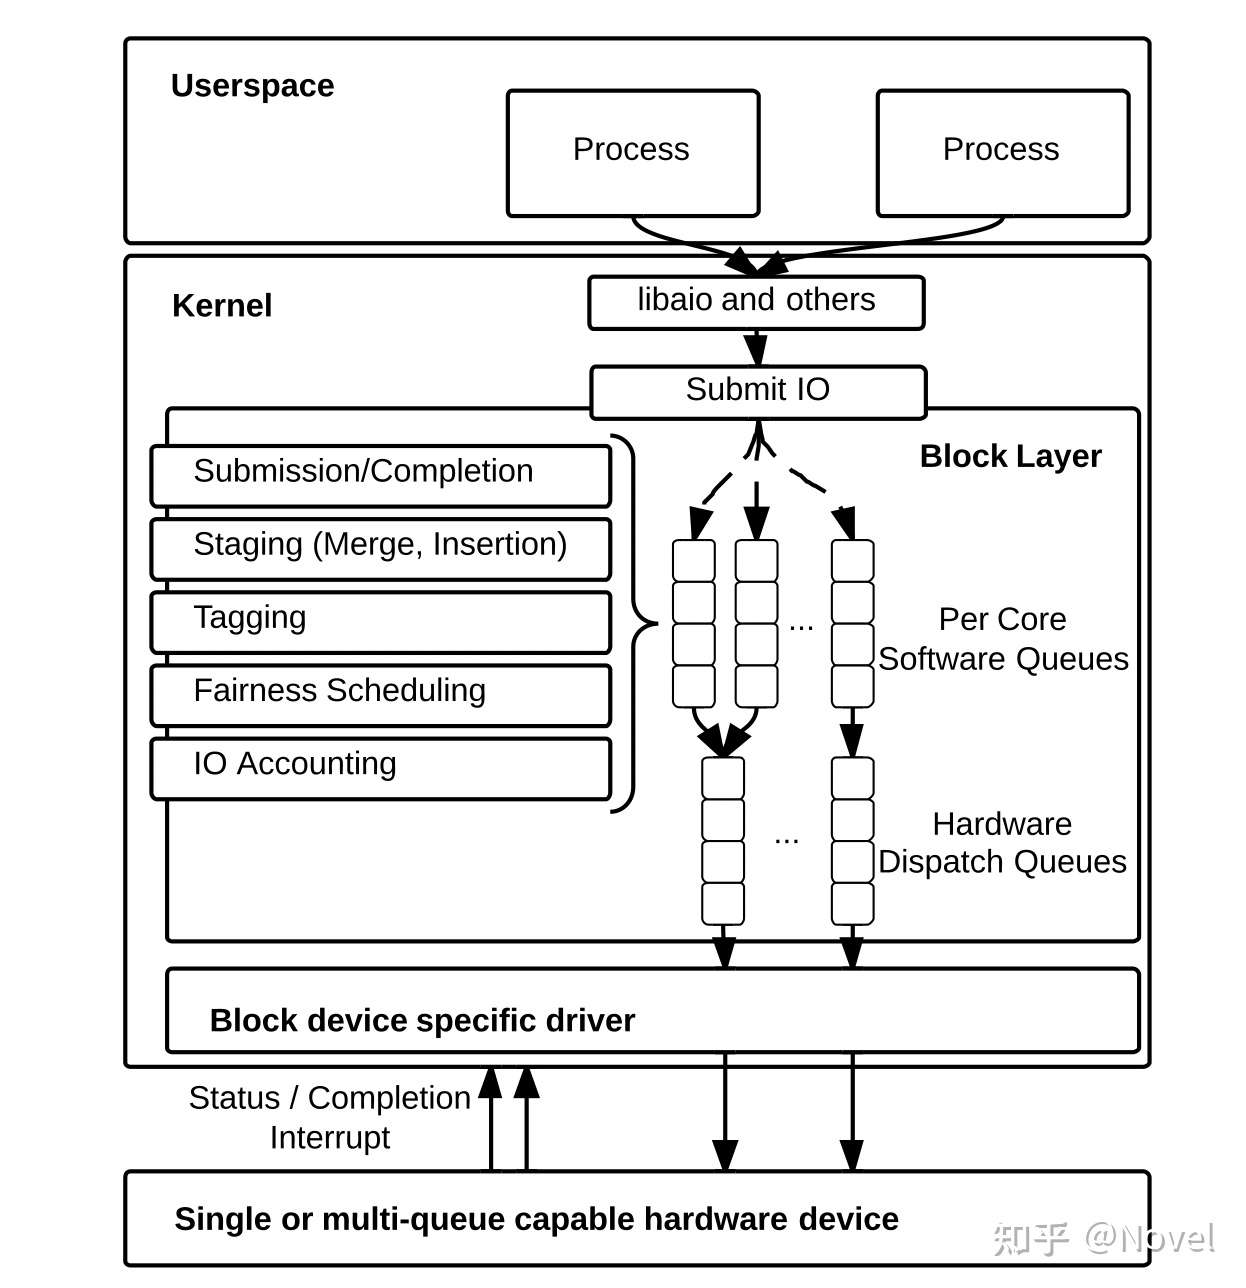 Userspace
Process
Process
Kernel
libaio and others
Submit IO
Block Layer
Submission/Completion
Staging (Merge, Insertion)
Tagging
Fairness Scheduling
IO Accounting
...
Per Core
Software Queues
...
Hardware
Dispatch Queues
Block device specific driver
Status / Completion
Interrupt
Single or multi-queue capable hardware device
知乎 @Novel